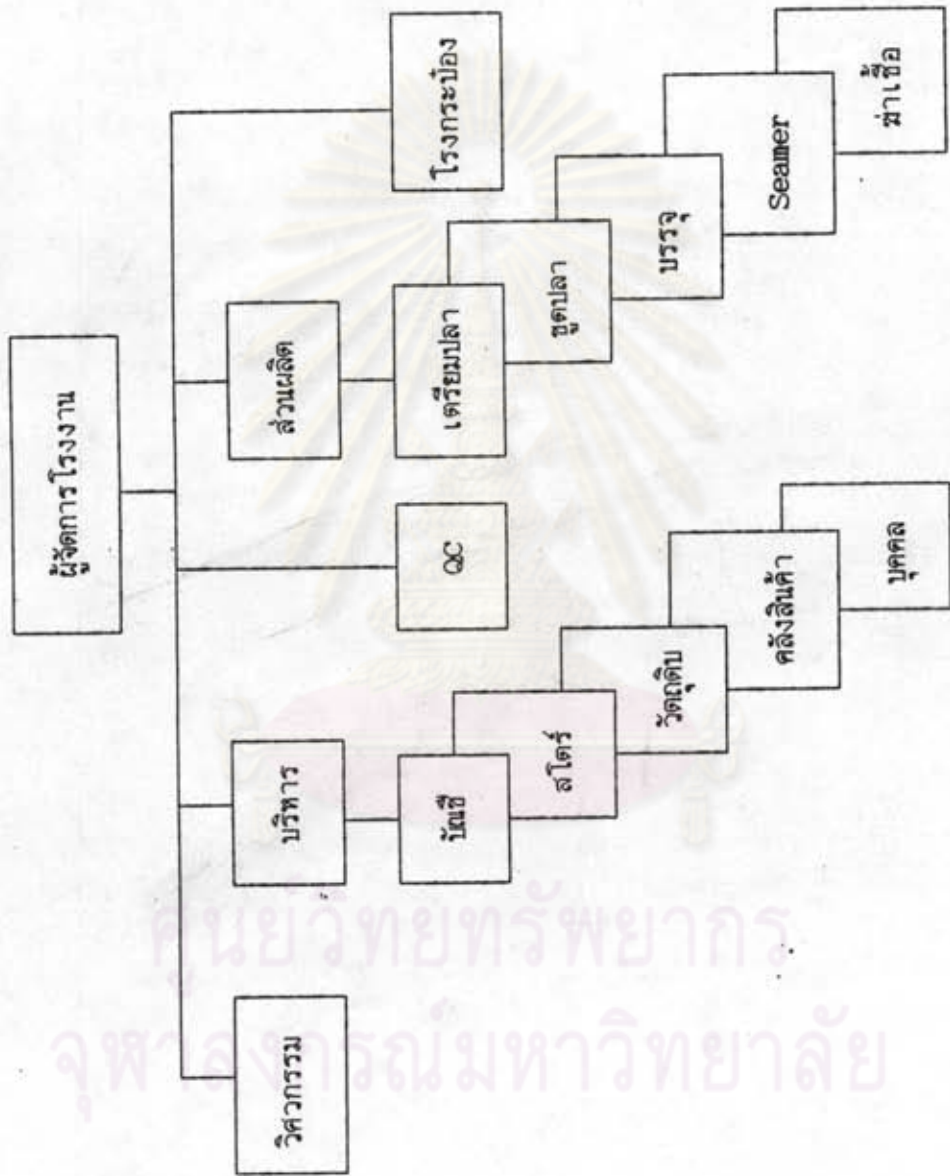 ผู้จัดการโรงงาน
วิศวกรรม
บริหาร
บัญชี
สโตร์
วัตถุดิบ
คลังสินค้า
บุคคล
QC
ส่วนผลิต
เตรียมปลา
ขูดปลา
บรรจุ
Seamer
ฆ่าเชื้อ
โรงกระป๋อง
ศูนย์วิทยทรัพยากร
จุฬาลงกรณ์มหาวิทยาลัย